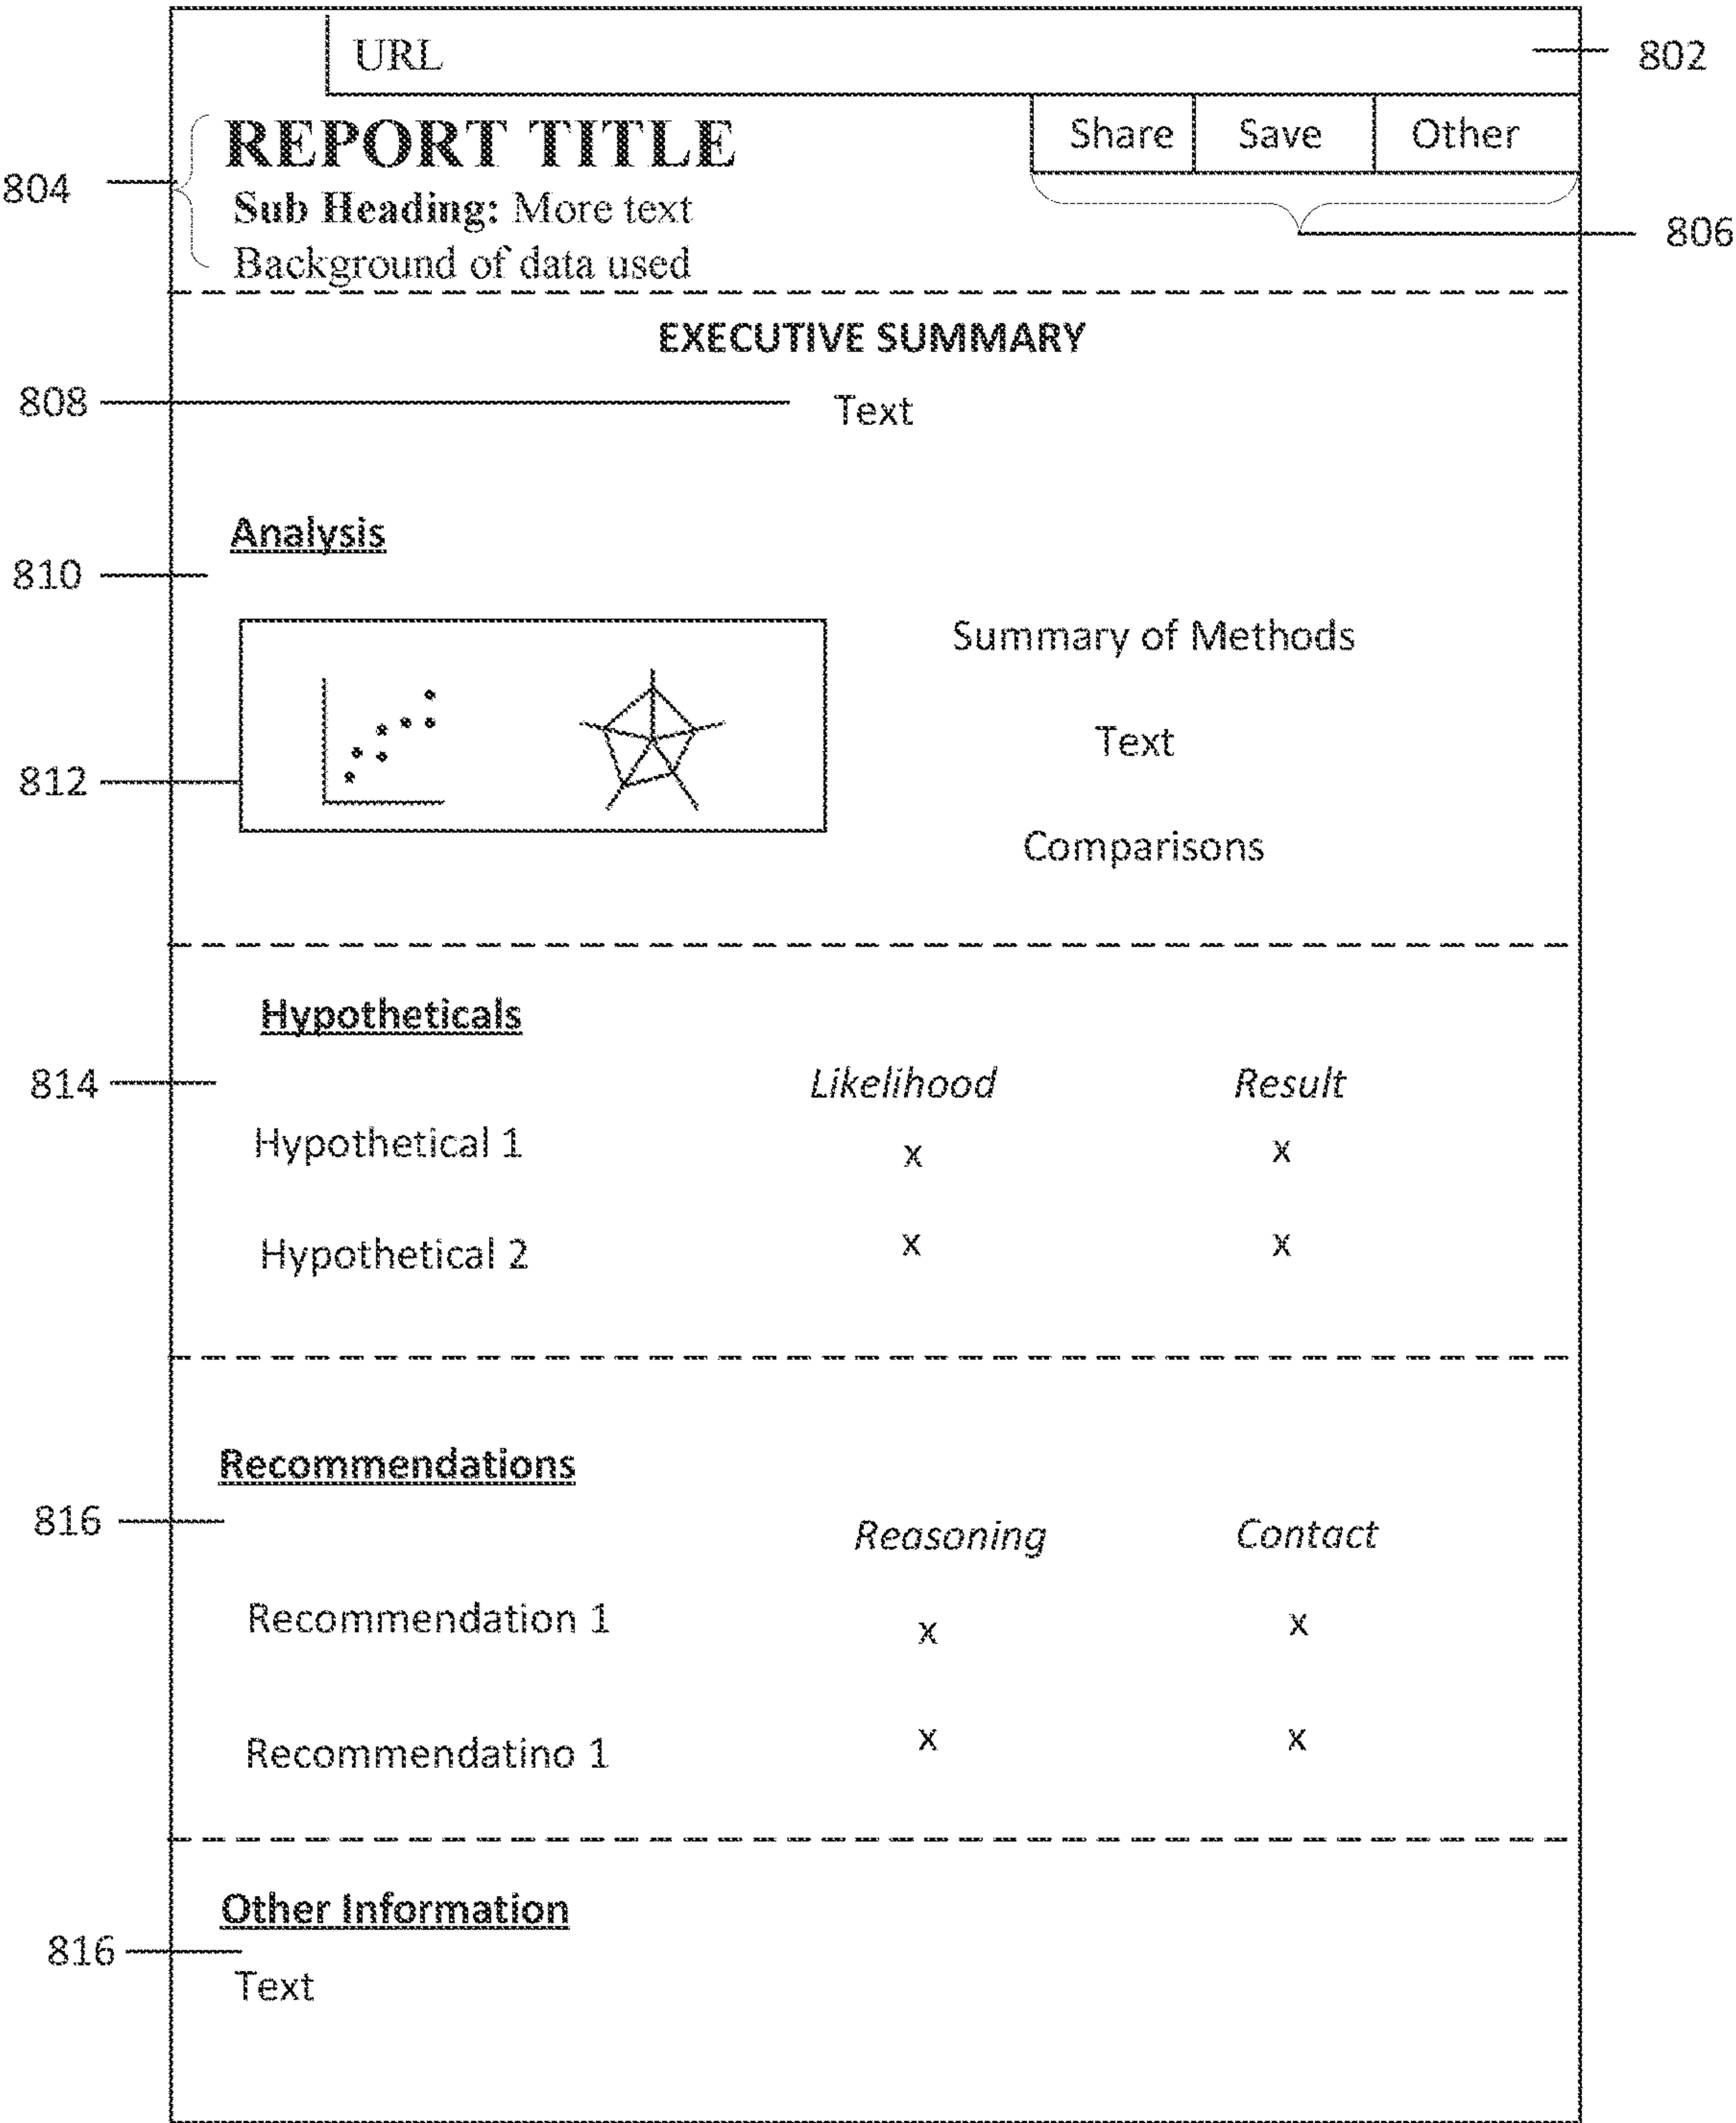 URL
802
REPORT TITLE
Share Save Other
804
Sub Heading: More text
806
Background of data used
EXECUTIVE SUMMARY
808
Text
Analysis
810
Summary of Methods
Text
812
Comparisons
Hypotheticals
814
Likelihood Result
Hypothetical 1 x x
Hypothetical 2 x x
Recommendations
816
Reasoning Contact
Recommendation 1 x x
Recommendatino 1 x x
Other Information
816
Text